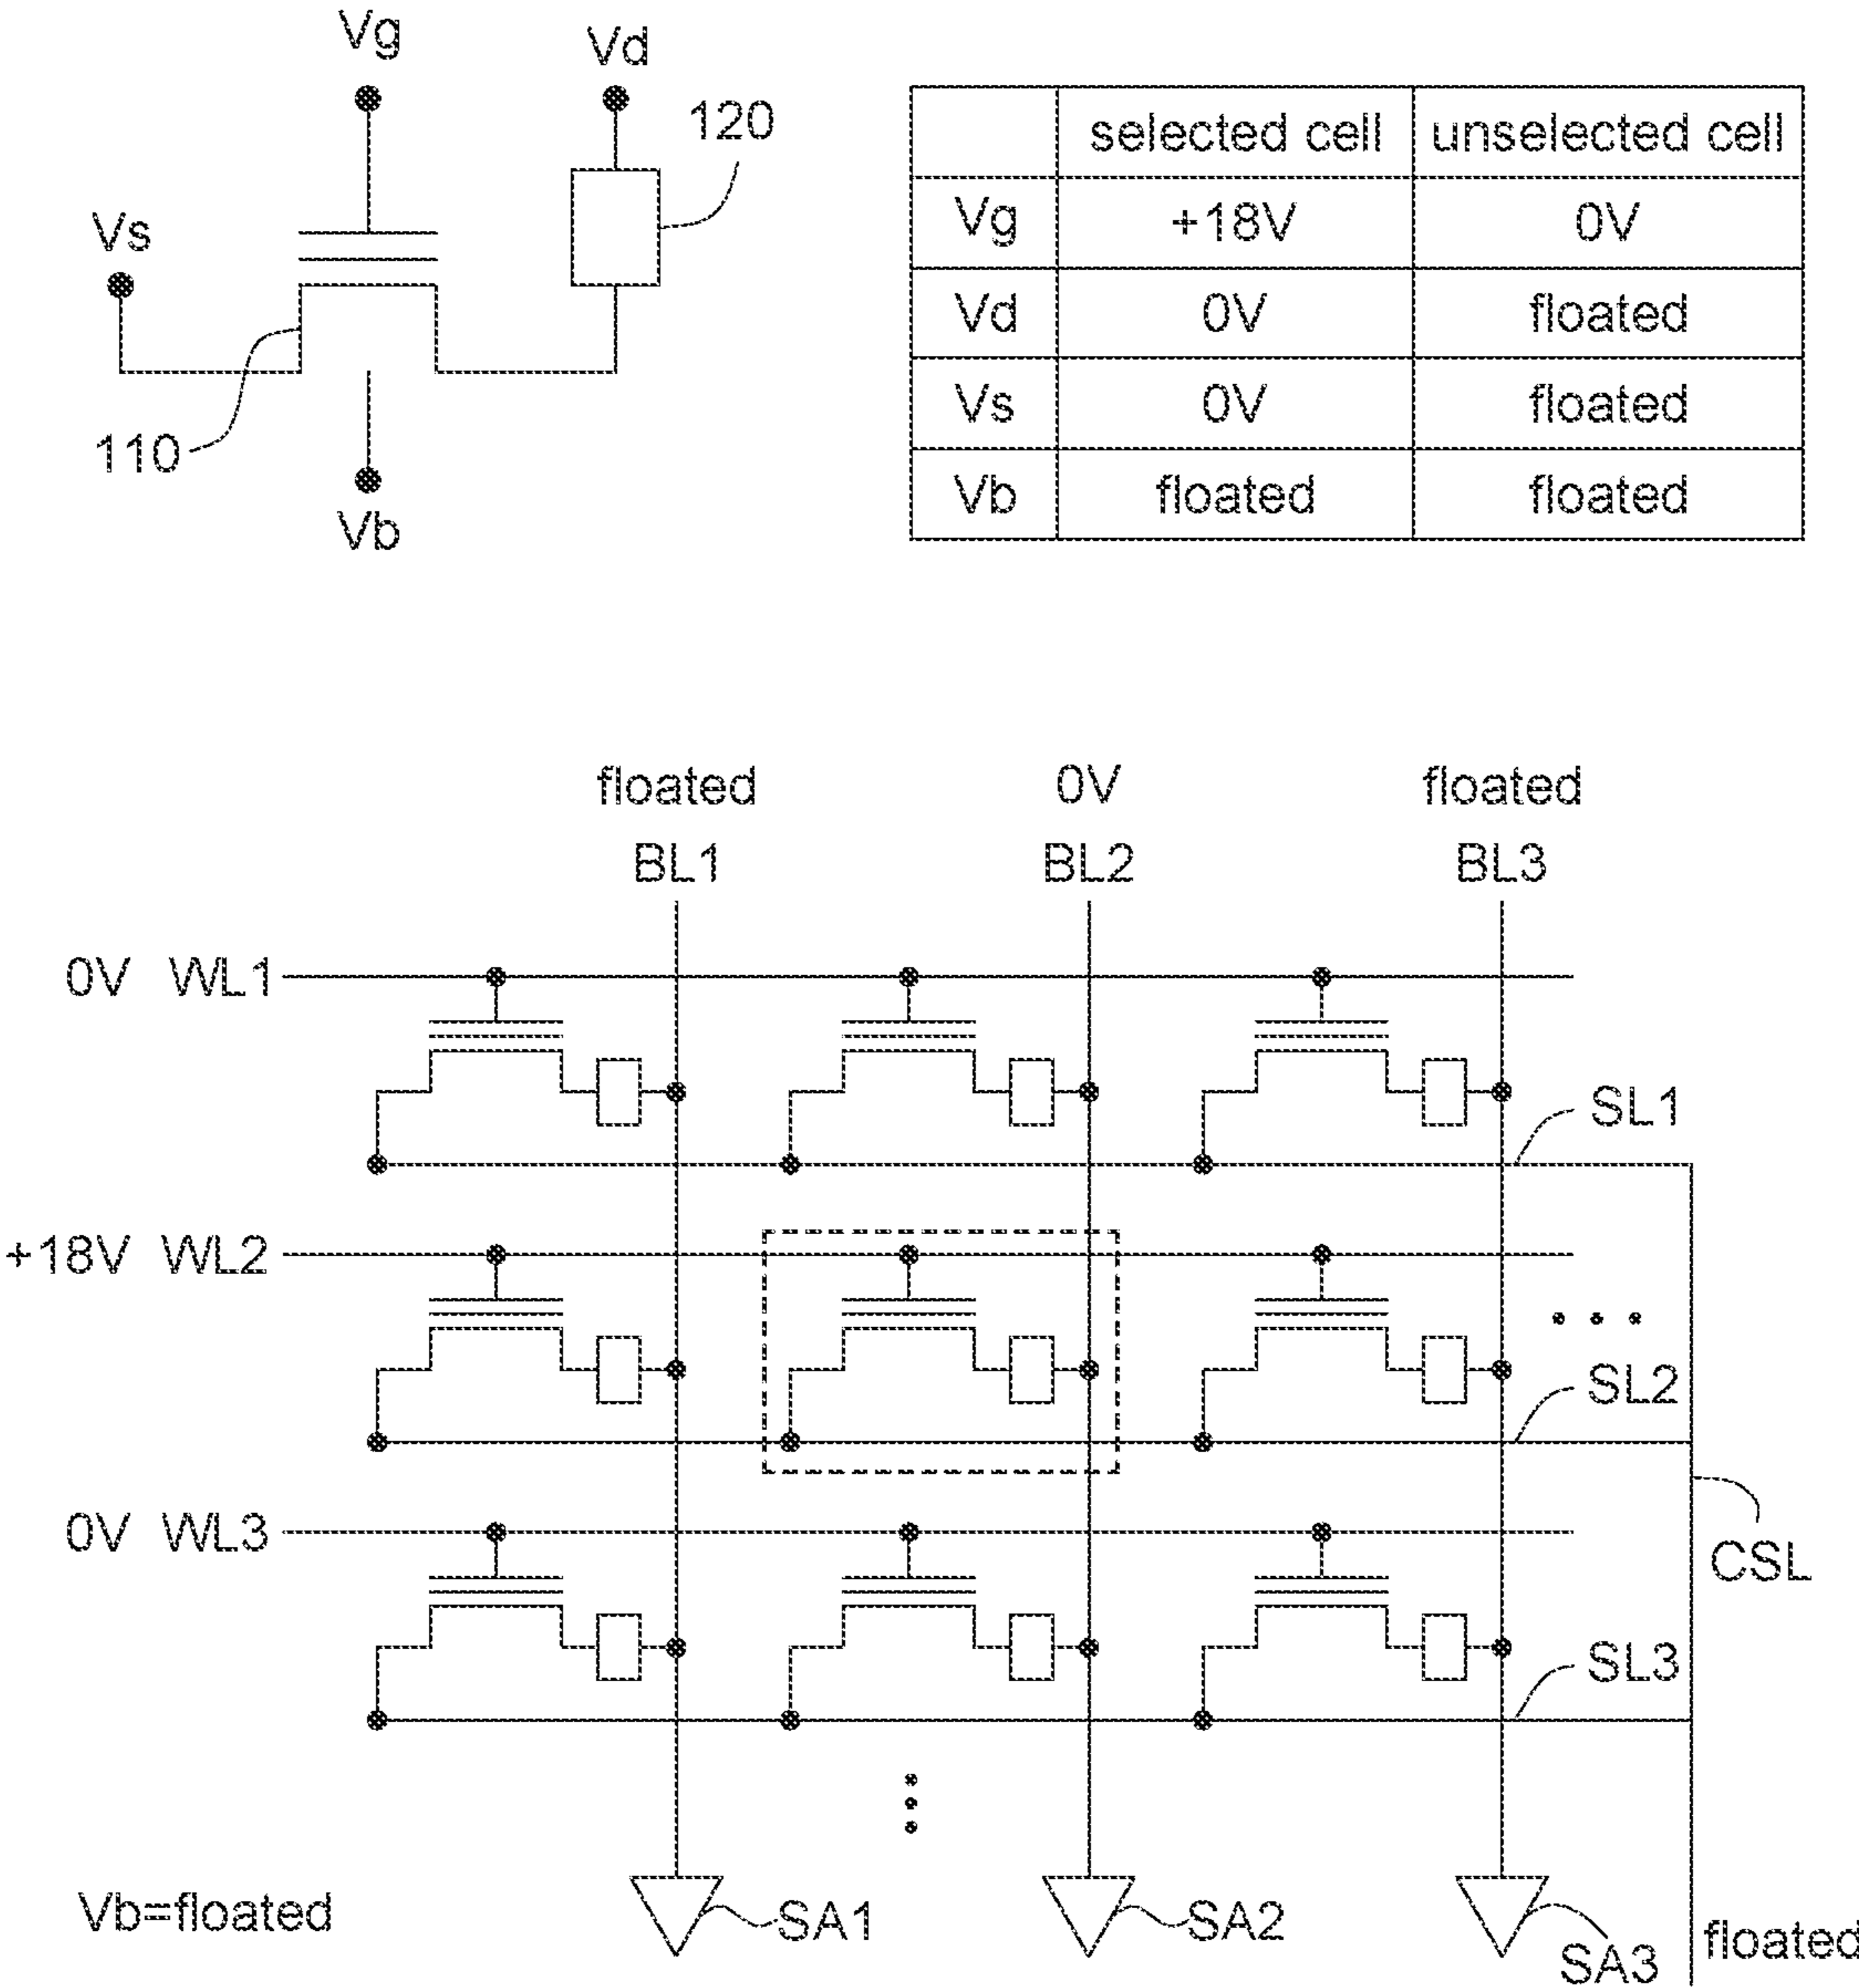 Vg
Vd
120
Vs
110
Vb
selected cell unselected cell
Vg +18V 0V
Vd 0V floated
Vs 0V floated
Vb floated floated
floated 0V floated
BL1 BL2 BL3
0V WL1
SL1
+18V WL2
SL2
0V WL3
CSL
SL3
Vb=floated
SA1 SA2 SA3
floated